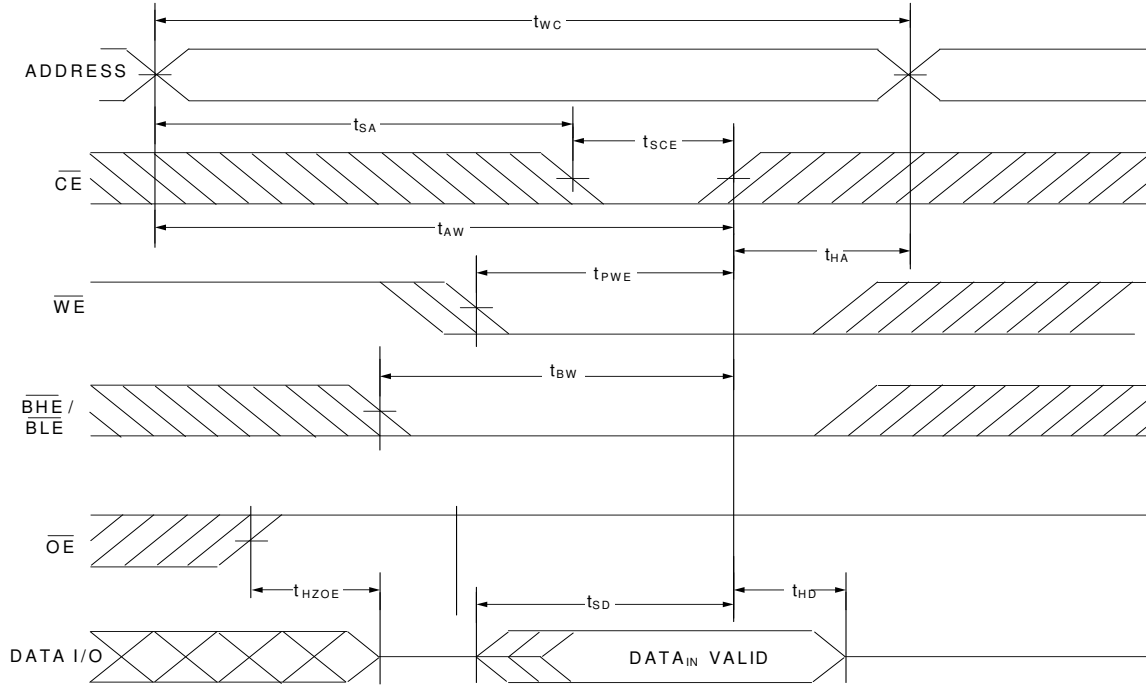 tWC
ADDRESS
tSA
tSCE
CE
tAW
tHA
tPWE
WE
tBW
BHE /
BLE
OE
tHZOE
tSD
tHD
DATA I/O
DATAIN VALID